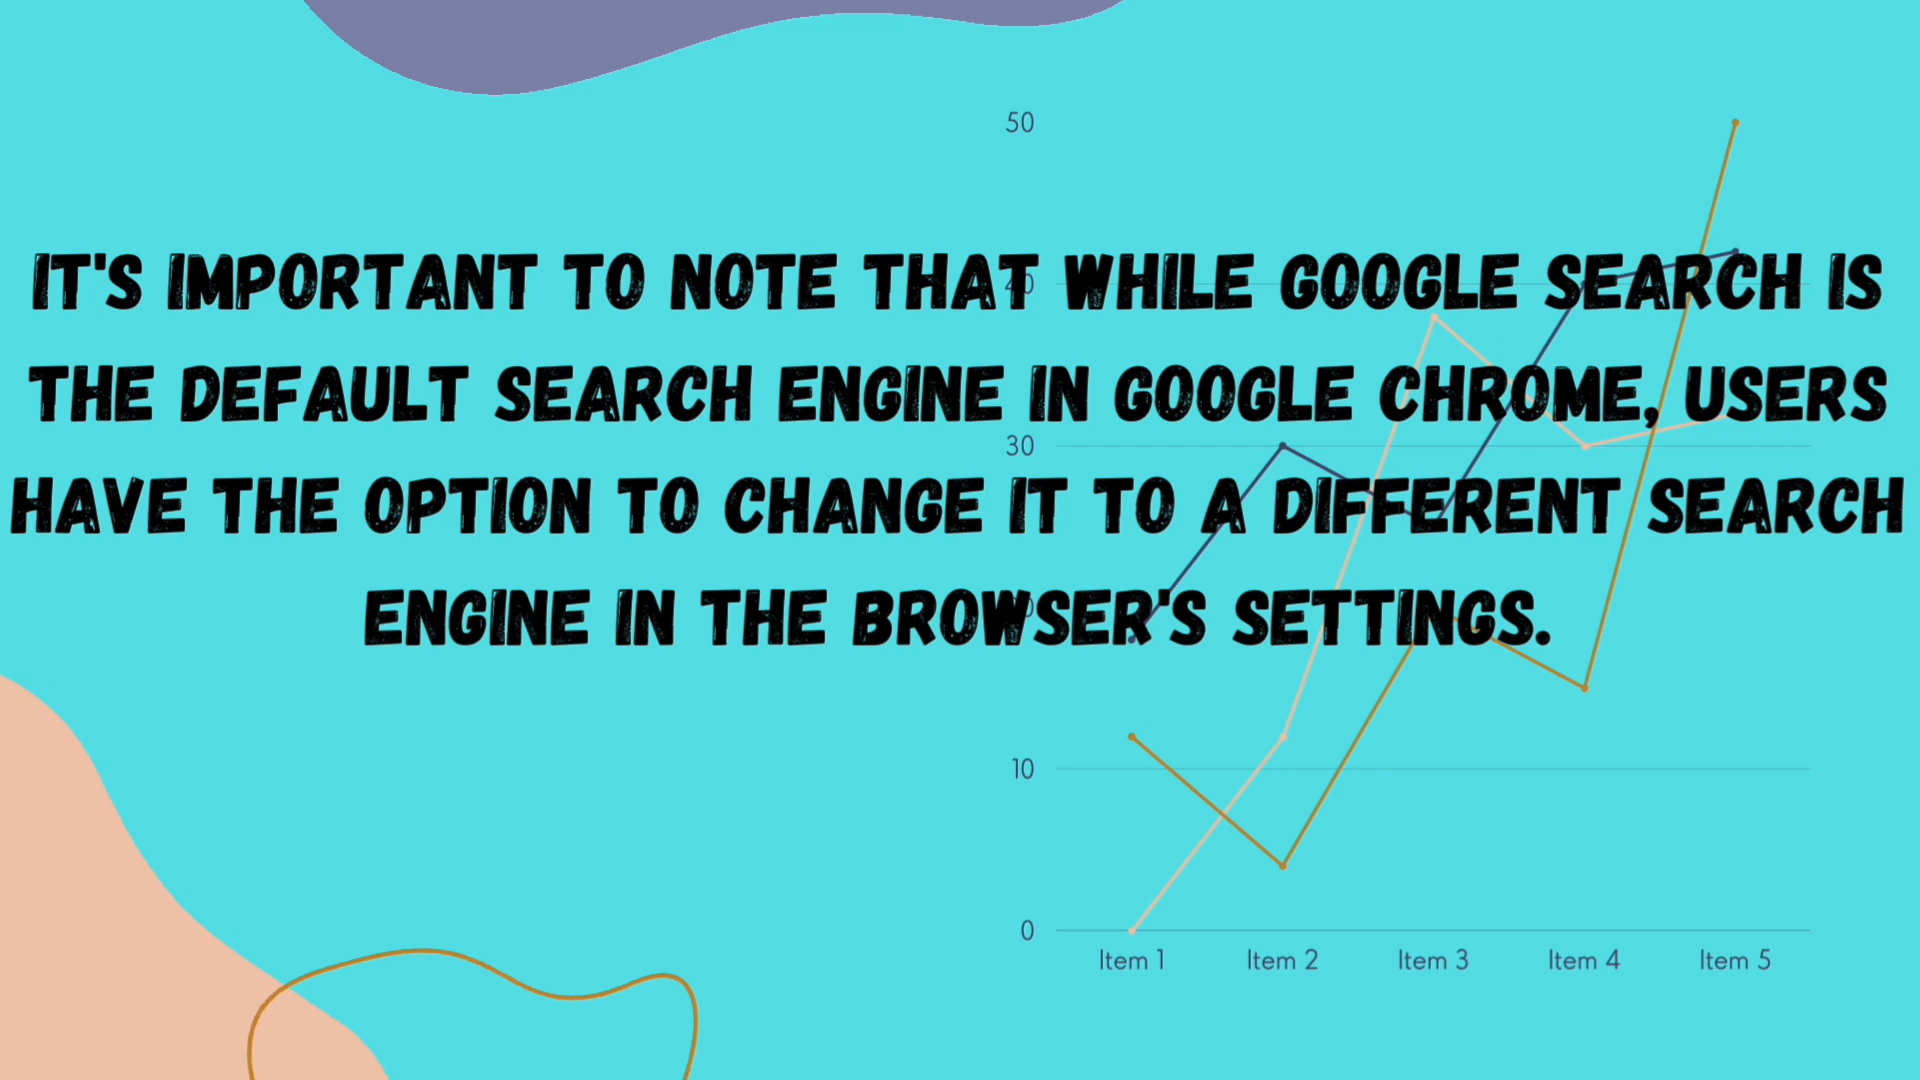 50
IT'S IMPORTANT TO NOTE THAT WHILE GOOGLE SEARCH IS
40
THE DEFAULT SEARCH ENGINE IN GOOGLE CHROME, USERS
30
HAVE THE OPTION TO CHANGE IT TO A DIFFERENT SEARCH
ENGINE IN THE BROWSER'S SETTINGS.
10
0
Item 1 Item 2 Item 3 Item 4 Item 5